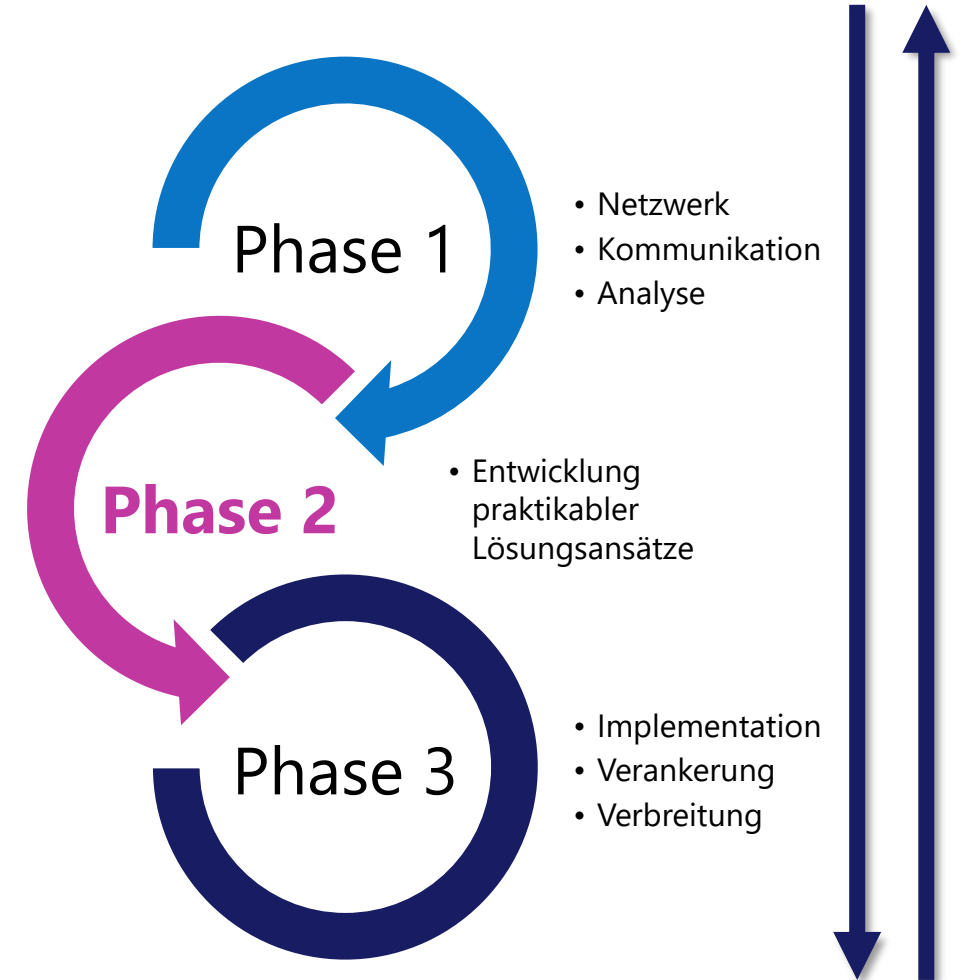 Phase 1
• Netzwerk
• Kommunikation
• Analyse
Phase 2
• Entwicklung
praktikabler
Lösungsansätze
Phase 3
• Implementation
• Verankerung
• Verbreitung